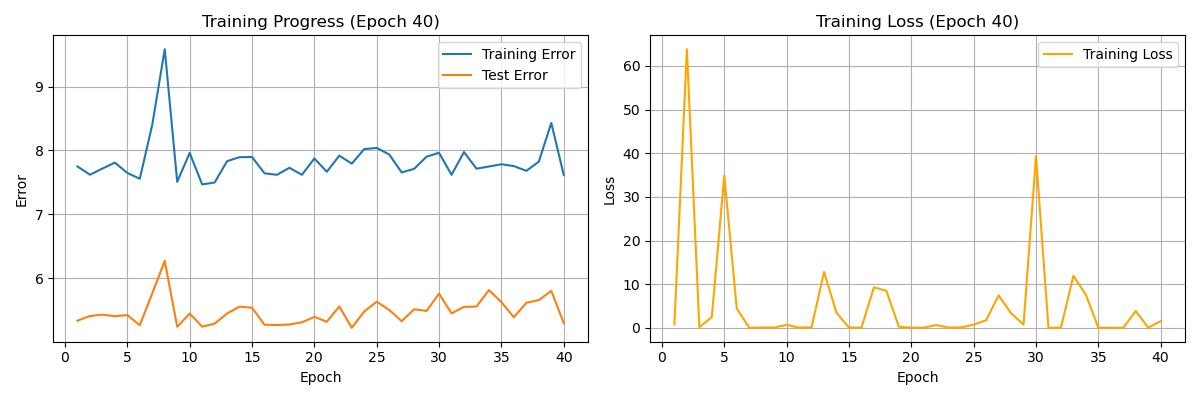 Training Progress (Epoch 40)
Training Error
Test Error
9
8
7
6
Error
0 5 10 15 20 25 30 35 40
Epoch
Training Loss (Epoch 40)
Training Loss
60
50
40
30
20
10
0
Loss
0 5 10 15 20 25 30 35 40
Epoch